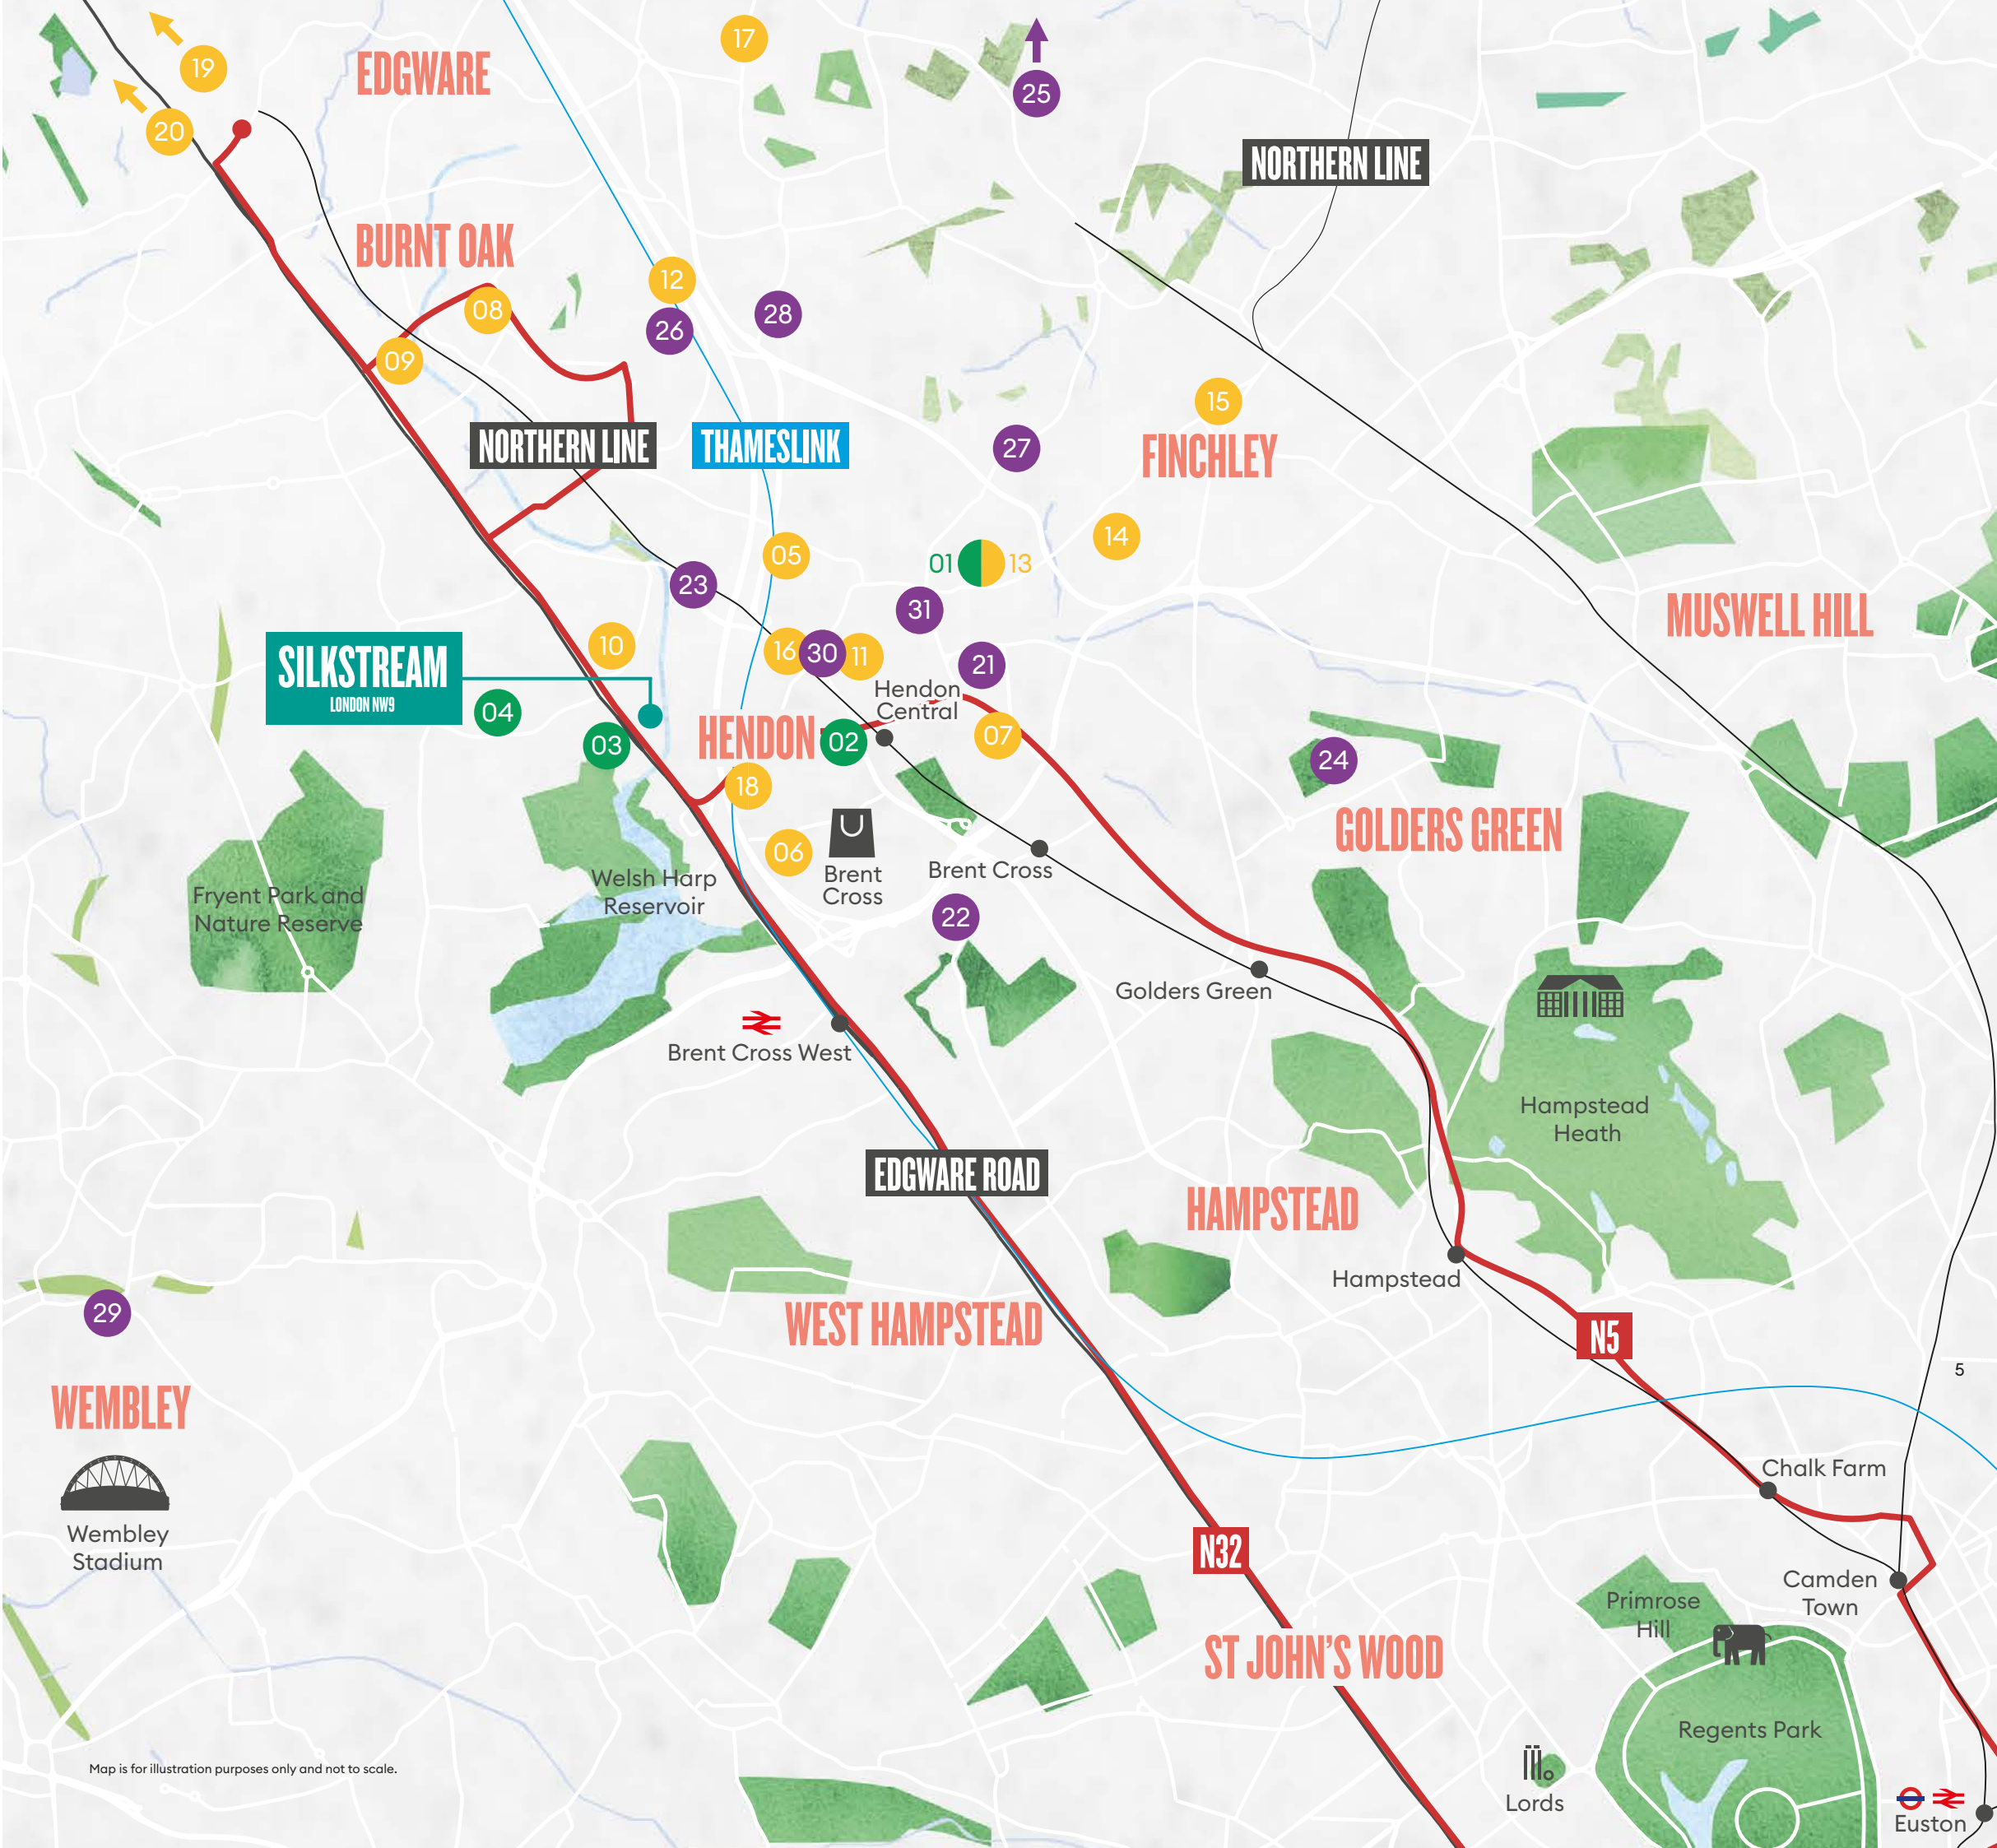 17
19
EDGWARE
25
20
NORTHERN LINE
BURNT OAK
12
08
28
26
09
15
NORTHERN LINE
THAMESLINK
27
FINCHLEY
14
05
01
13
23
31
MUSWELL HILL
10
16
30
11
21
SILKSTREAM
LONDON NW9
Hendon
Central
04
03
HENDON
02
07
24
18
GOLDERS GREEN
06
Brent
Cross
Brent Cross
Welsh Harp
Reservoir
Fryent Park and
Nature Reserve
22
Golders Green
Brent Cross West
Hampstead
Heath
EDGWARE ROAD
HAMPSTEAD
Hampstead
29
WEST HAMPSTEAD
N5
5
WEMBLEY
Chalk Farm
Wembley
Stadium
N32
Camden
Town
Primrose
Hill
ST JOHN'S WOOD
Regents Park
Map is for illustration purposes only and not to scale.
Lords
Euston